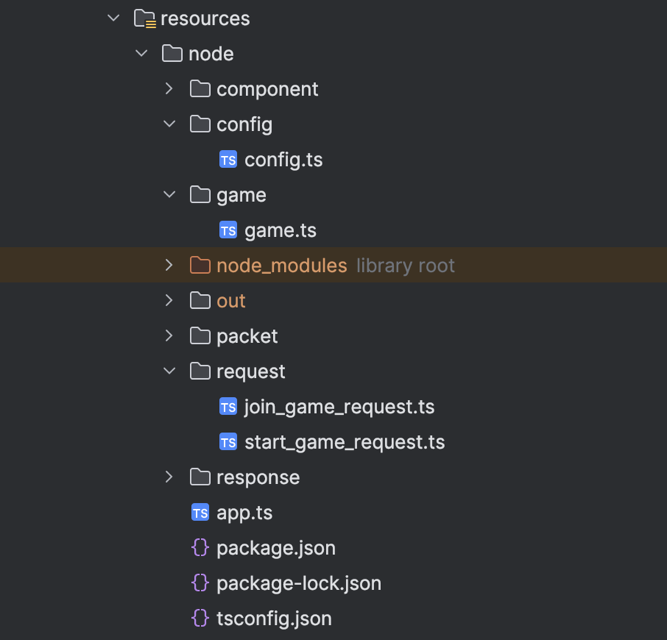 resources
node
component
config
TS config.ts
game
TS game.ts
node_modules library root
out
packet
request
TS join_game_request.ts
TS start_game_request.ts
response
TS app.ts
{} package.json
{} package-lock.json
{} tsconfig.json